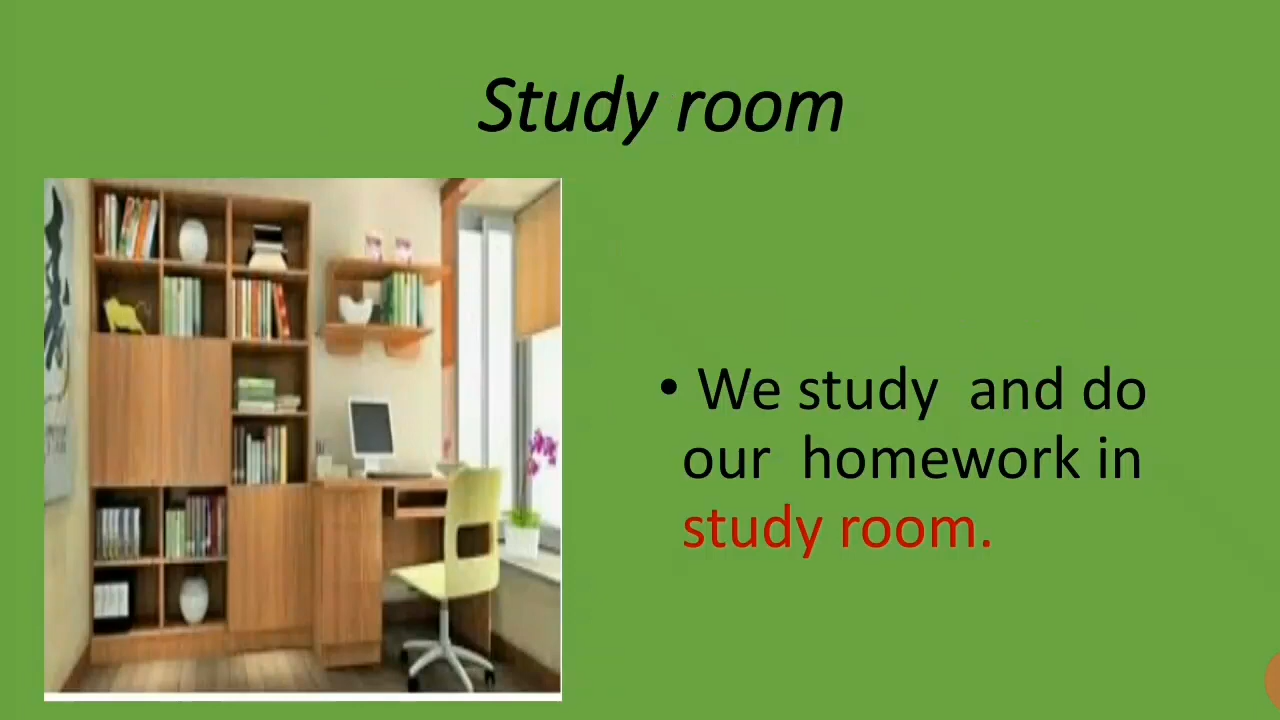 Study room
• We study  and do
our  homework in
study room.